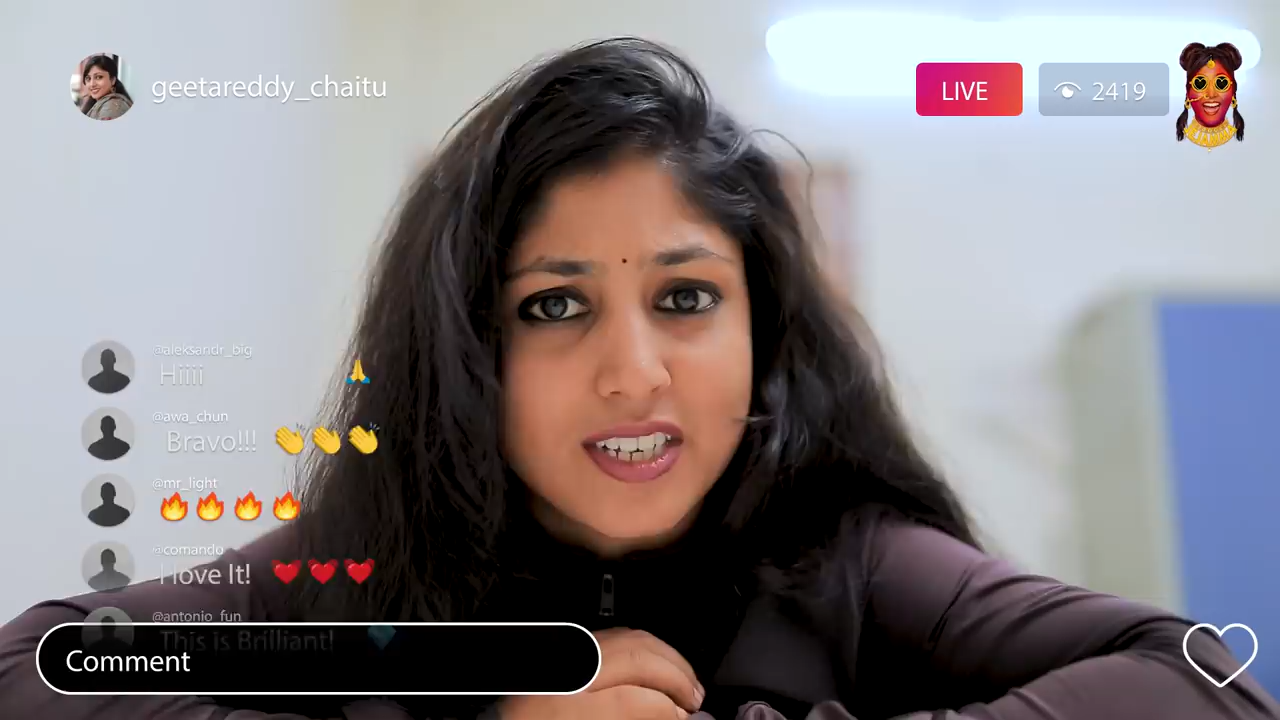 geetareddy_chaitu
LIVE
2419
@aleksandr_big
Hiiii
@awa_chun
Bravo!!!
@mr_light
@comando
I love It!
@antonio_fun
This is Brilliant!
Comment